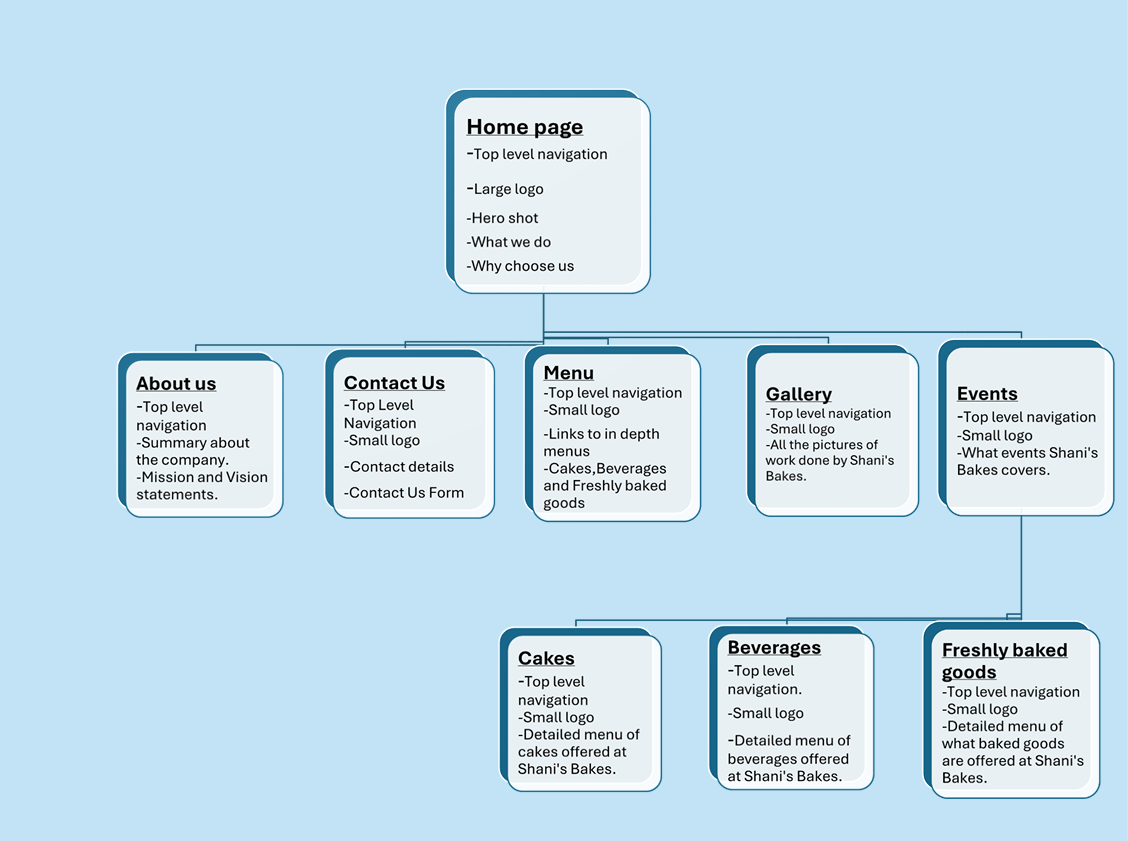 Home page
-Top level navigation
-Large logo
-Hero shot
-What we do
-Why choose us
About us
-Top level
navigation
-Summary about
the company.
-Mission and Vision
statements.
Contact Us
-Top Level
Navigation
-Small logo
-Contact details
-Contact Us Form
Menu
-Top level navigation
-Small logo
-Links to in depth
menus
-Cakes,Beverages
and Freshly baked
goods
Gallery
-Top level navigation
-Small logo
-All the pictures of
work done by Shani's
Bakes.
Events
-Top level navigation
-Small logo
-What events Shani's
Bakes covers.
Cakes
-Top level
navigation
-Small logo
-Detailed menu of
cakes offered at
Shani's Bakes.
Beverages
-Top level
navigation.
-Small logo
-Detailed menu of
beverages offered
at Shani's Bakes.
Freshly baked
goods
-Top level navigation
-Small logo
-Detailed menu of
what baked goods
are offered at Shani's
Bakes.